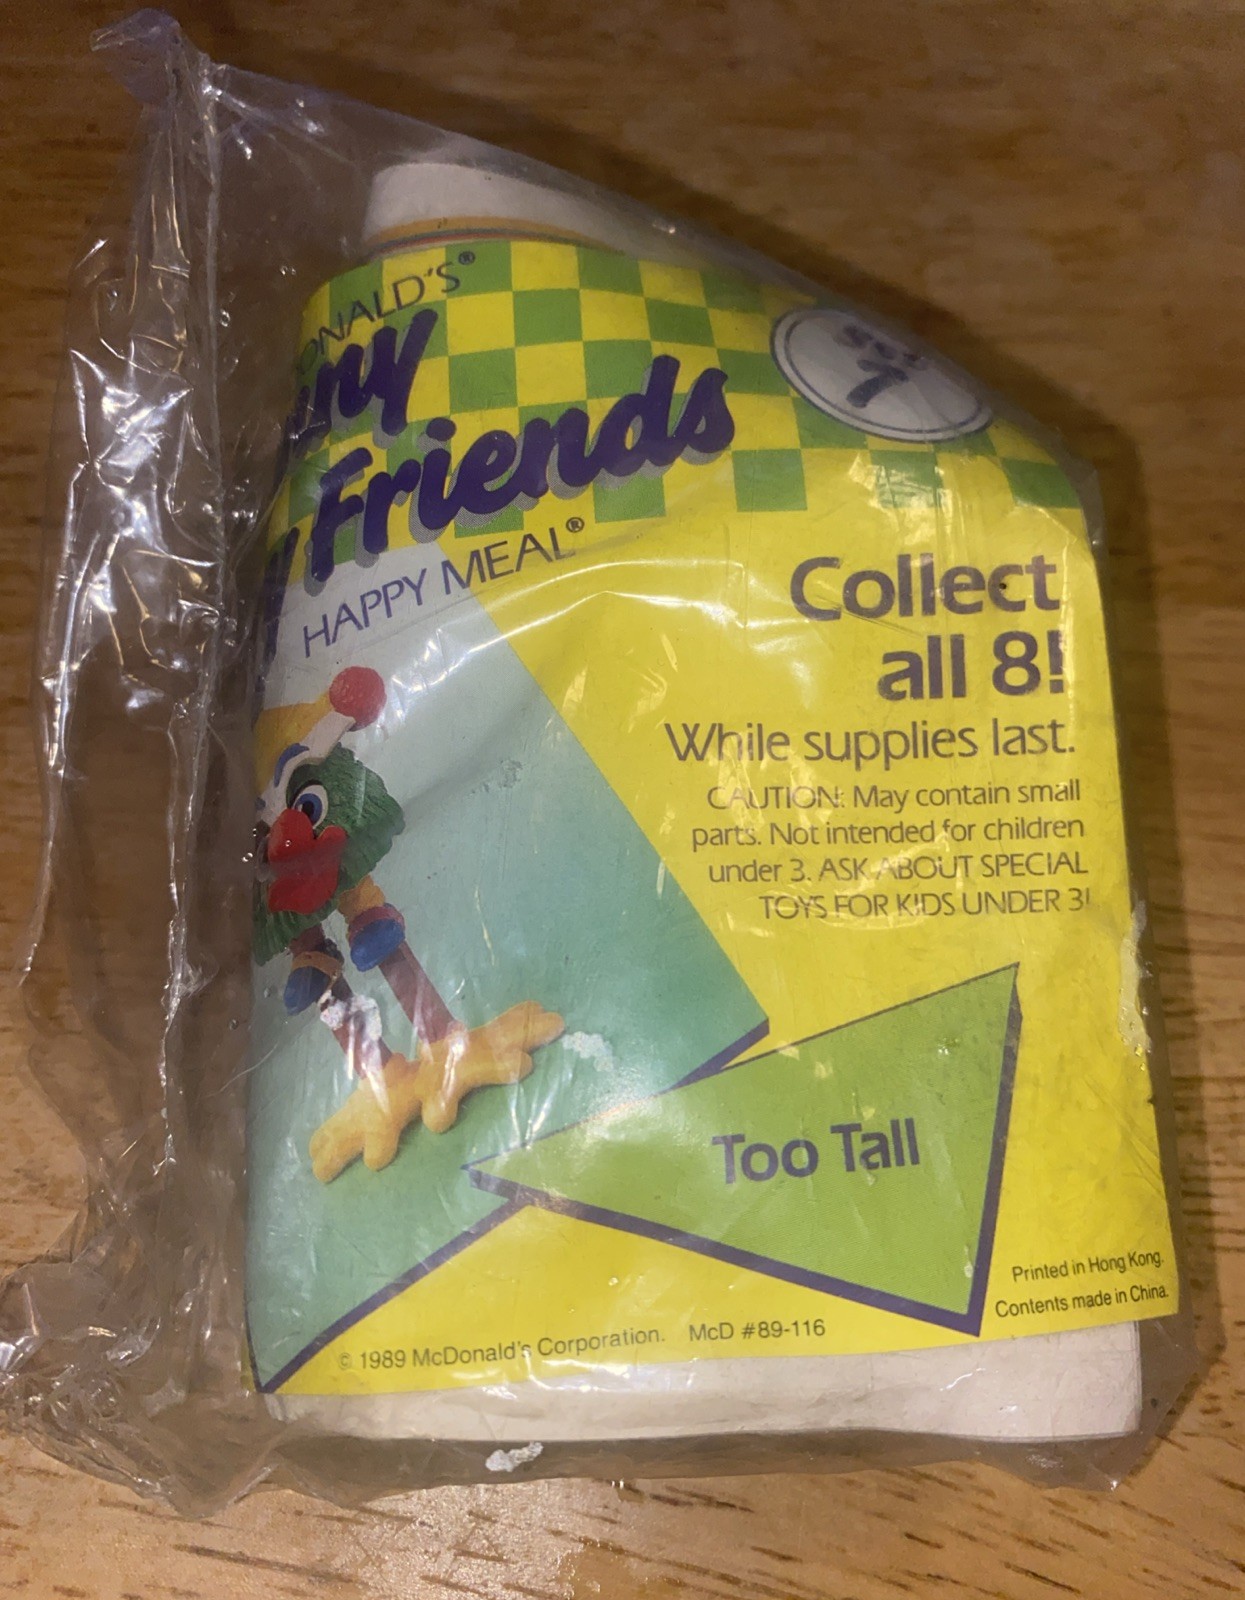 ONALD'S®
nny
Friends
HAPPY MEAL®
7
Collect
all 8!
While supplies last.
CAUTION: May contain small
parts. Not intended for children
under 3. ASK ABOUT SPECIAL
TOYS FOR KIDS UNDER 3!
Too Tall
Printed in Hong Kong.
Contents made in China.
© 1989 McDonald's Corporation. McD #89-116